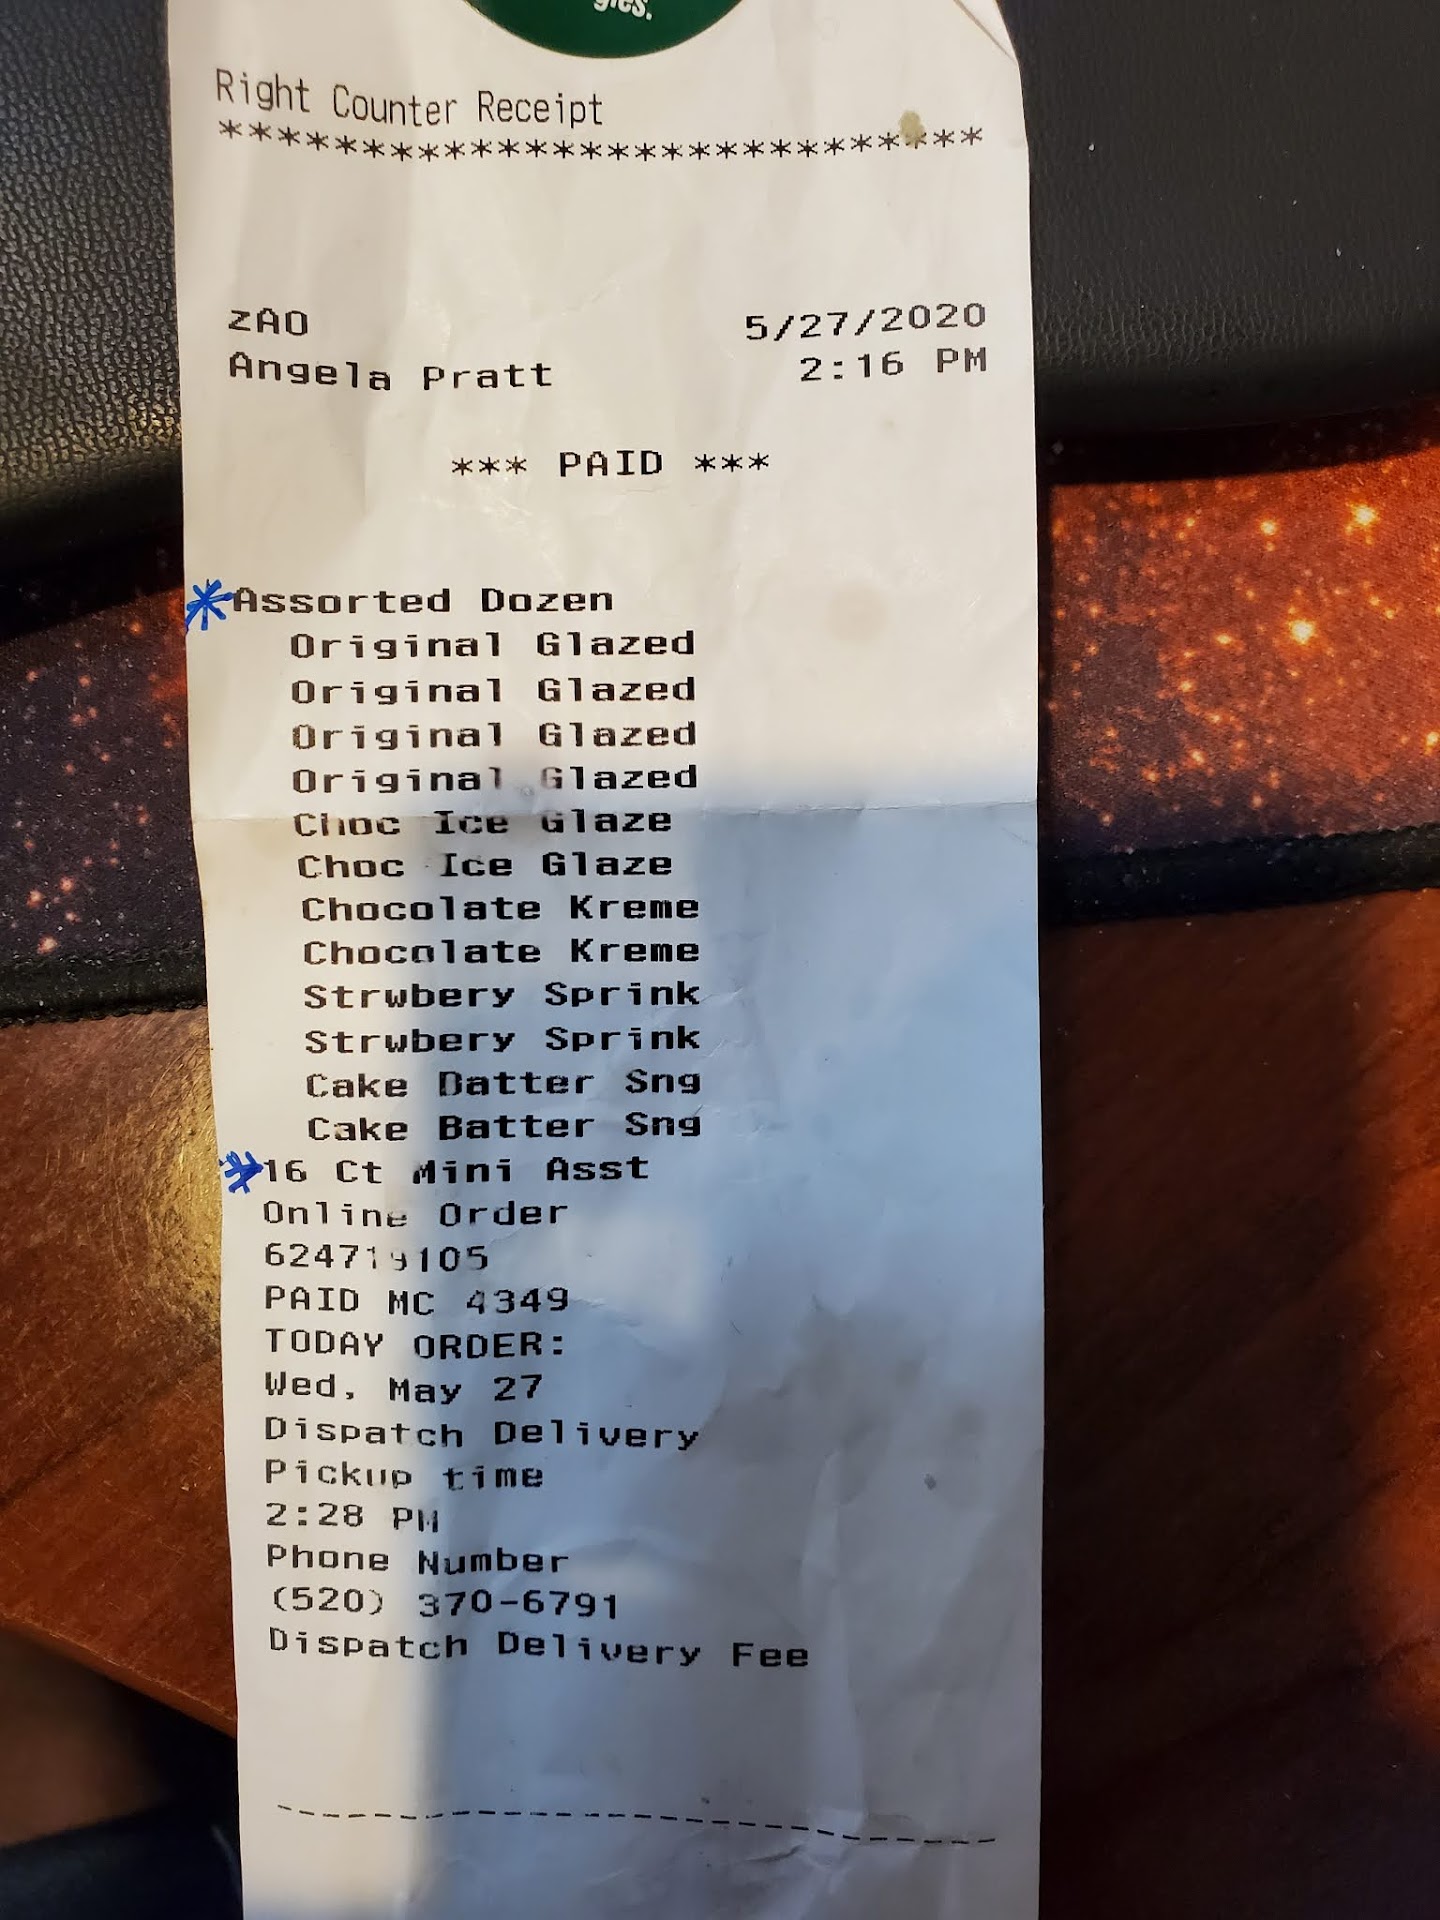 gles.
Right Counter Receipt
****************************
zAO 5/27/2020
Angela Pratt 2:16 PM
*** PAID ***
*Assorted Dozen
Original Glazed
Original Glazed
Original Glazed
Original Glazed
Choc Ice Glaze
Choc Ice Glaze
Chocolate Kreme
Chocolate Kreme
Strwbery Sprink
Strwbery Sprink
Cake Batter Sng
Cake Batter Sng
*16 Ct Mini Asst
Online Order
624719105
PAID MC 4349
TODAY ORDER:
Wed, May 27
Dispatch Delivery
Pickup time
2:28 PM
Phone Number
(520) 370-6791
Dispatch Delivery Fee